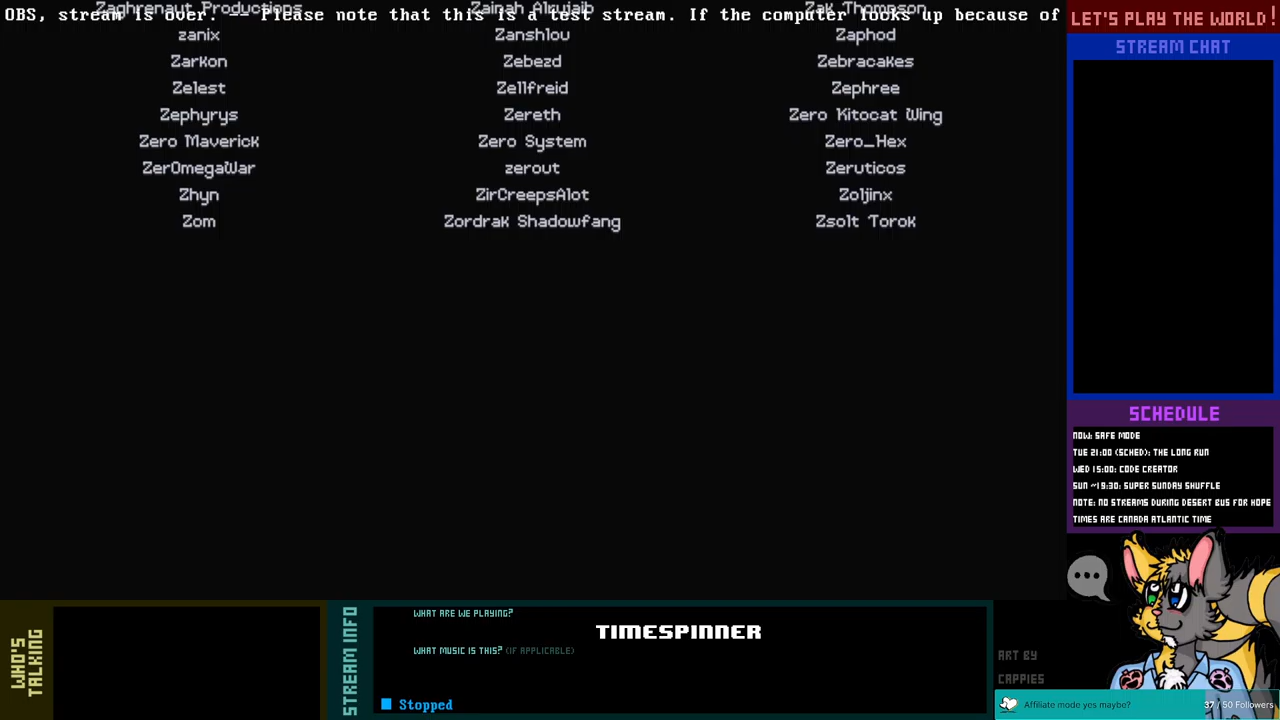 Zaghrenaut Productions Zainah Alrujaib Zak Thompson
OBS, stream is over. -- Please note that this is a test stream. If the computer locks up because of
zanix Zanshlou Zaphod
Zarkon Zebezd Zebracakes
Zelest Zellfreid Zephree
Zephyrys Zereth Zero Kitocat Wing
Zero Maverick Zero System Zero_Hex
ZerOmegaWar zerout Zeruticos
Zhyn ZirCreepsAlot Zoljinx
Zom Zordrak Shadowfang Zsolt Torok
LET'S PLAY THE WORLD!
STREAM CHAT
SCHEDULE
NOW: SAFE MODE
TUE 21:00 (SCHED): THE LONG RUN
WED 15:00: CODE CREATOR
SUN ~19:30: SUPER SUNDAY SHUFFLE
NOTE: NO STREAMS DURING DESERT BUS FOR HOPE
TIMES ARE CANADA ATLANTIC TIME
WHO'S TALKING
STREAM INFO
WHAT ARE WE PLAYING?
TIMESPINNER
WHAT MUSIC IS THIS? (IF APPLICABLE)
Stopped
ART BY
CAPPIES
Affiliate mode yes maybe? 37 / 50 Followers